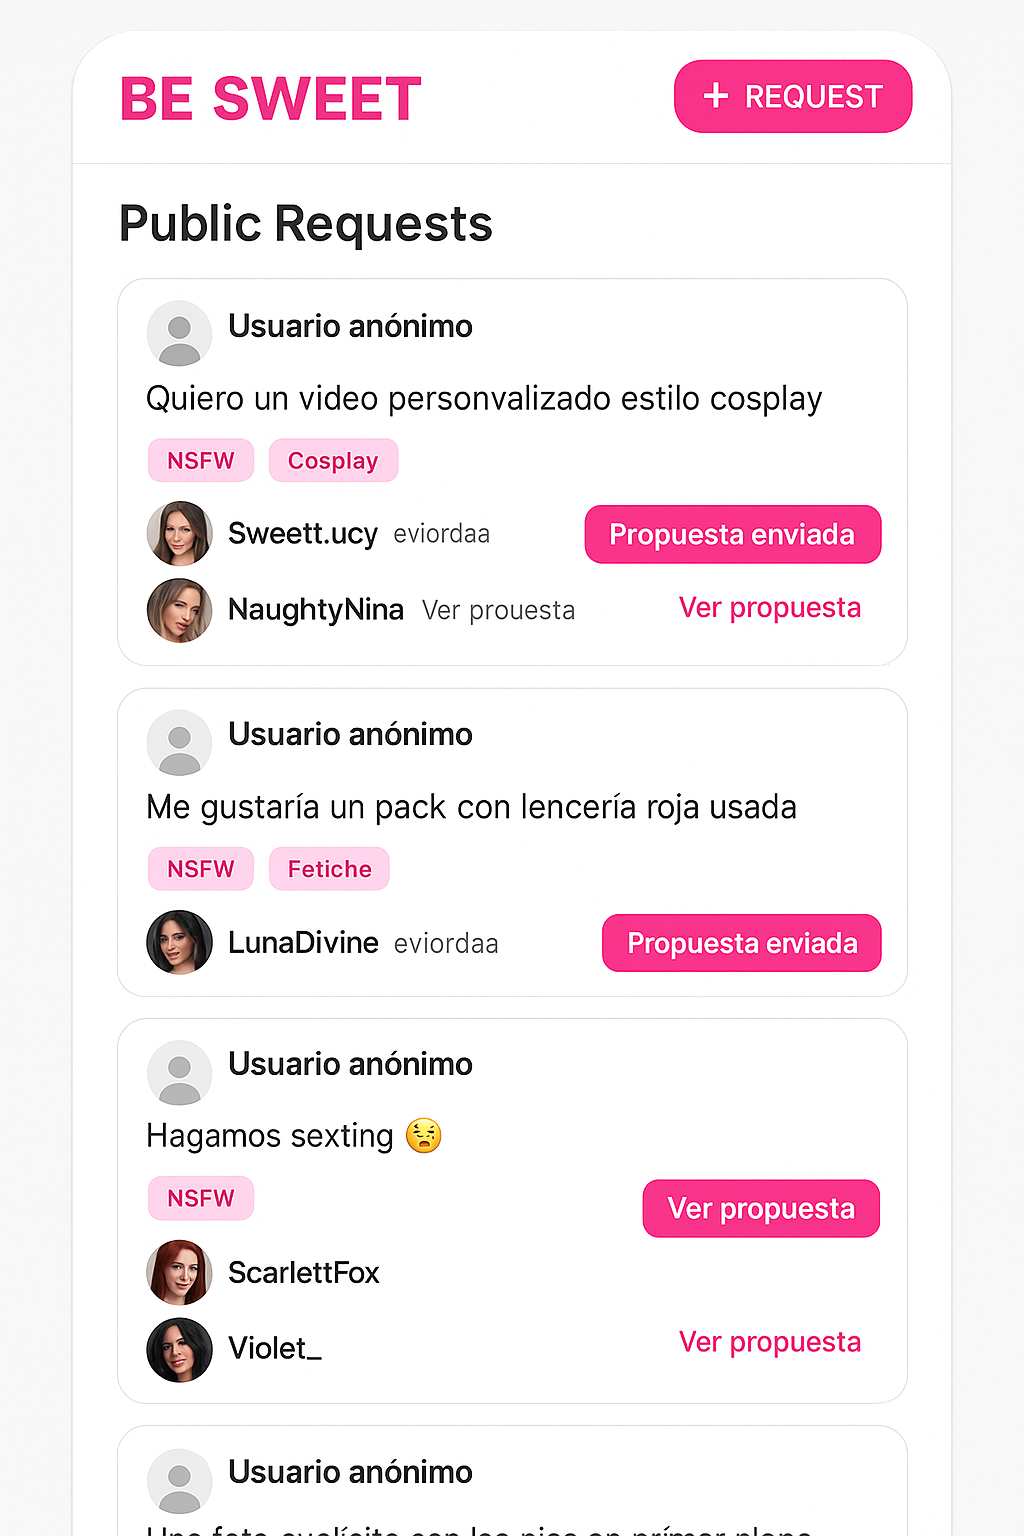 BE SWEET
+ REQUEST
Public Requests
Usuario anónimo
Quiero un video personvalizado estilo cosplay
NSFW Cosplay
Sweett.ucy eviordaa Propuesta enviada
NaughtyNina Ver prouesta Ver propuesta
Usuario anónimo
Me gustaría un pack con lencería roja usada
NSFW Fetiche
LunaDivine eviordaa Propuesta erviada
Usuario anónimo
Hagamos sexting
NSFW Ver propuesta
ScarlettFox
Violet_ Ver propuesta
Usuario anónimo